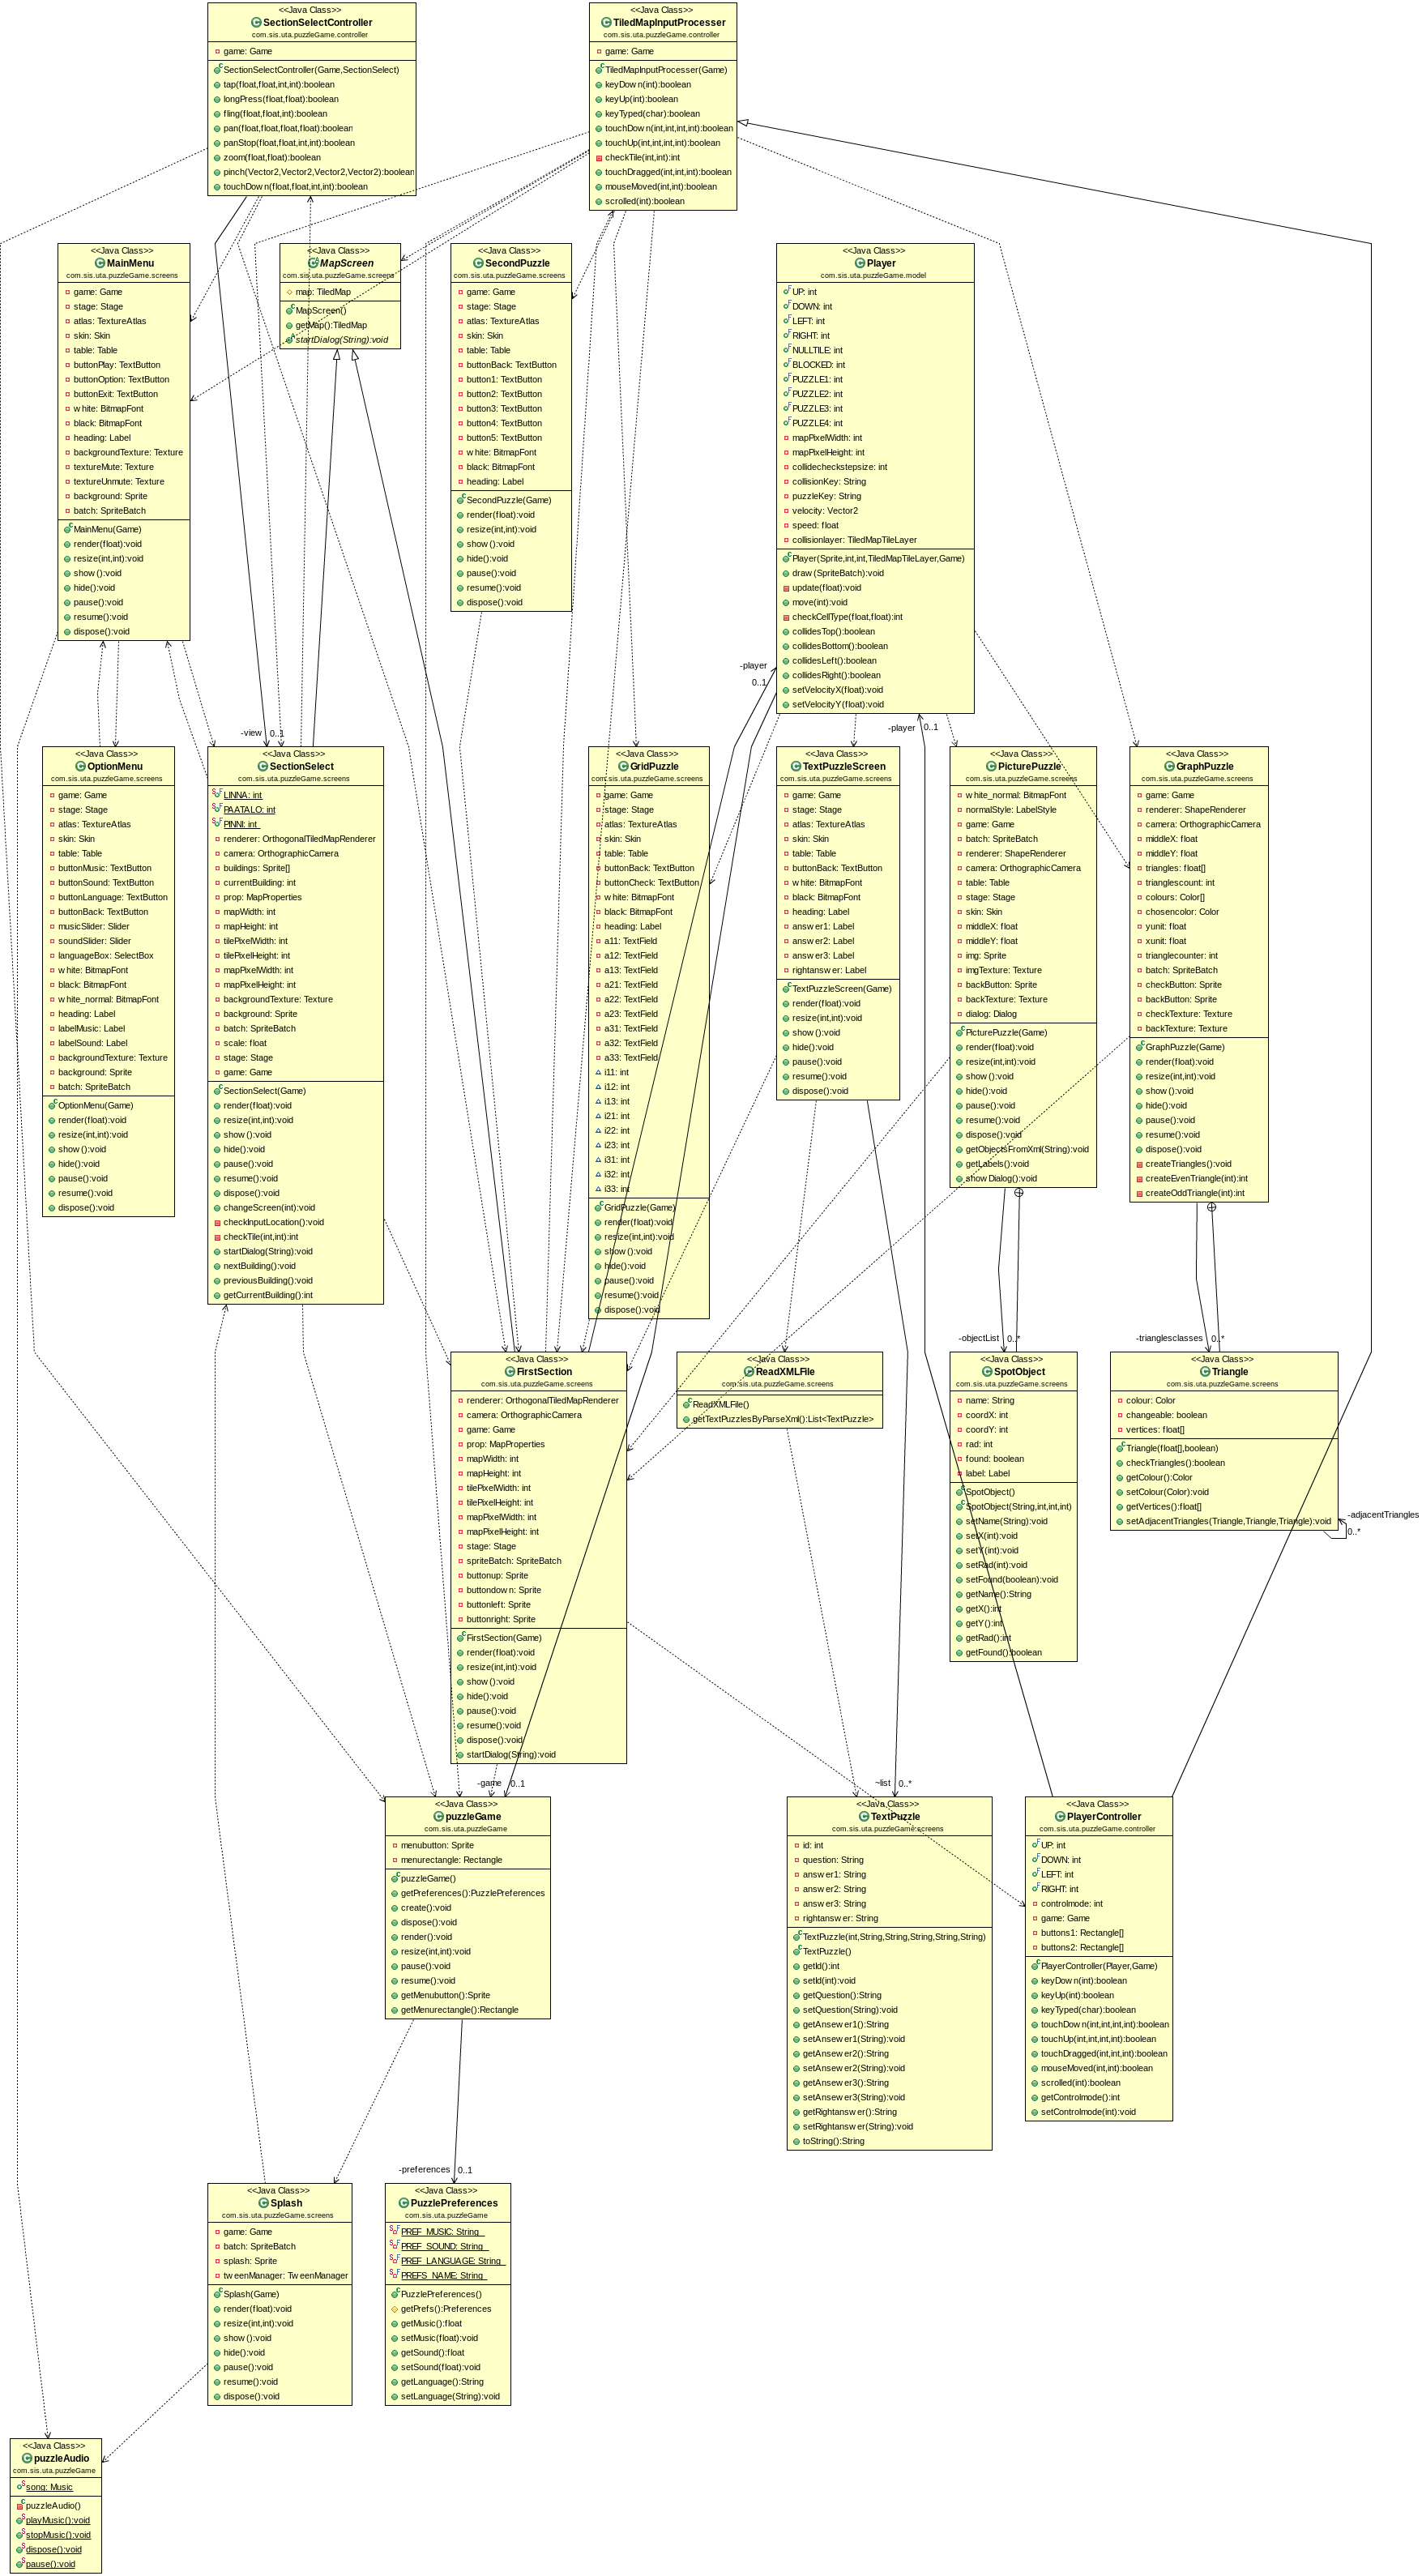 <<Java Class>>
SectionSelectController
com.sis.uta.puzzleGame.controller
game: Game
SectionSelectController(Game,SectionSelect)
tap(float,float,int,int):boolean
longPress(float,float):boolean
fling(float,float,int):boolean
pan(float,float,float,float):boolean
panStop(float,float,int,int):boolean
zoom(float,float):boolean
pinch(Vector2,Vector2,Vector2,Vector2):boolean
touchDown(float,float,int,int):boolean
<<Java Class>>
TiledMapInputProcesser
com.sis.uta.puzzleGame.controller
game: Game
TiledMapInputProcesser(Game)
keyDown(int):boolean
keyUp(int):boolean
keyTyped(char):boolean
touchDown(int,int,int,int):boolean
touchUp(int,int,int,int):boolean
checkTile(int,int):int
touchDragged(int,int,int):boolean
mouseMoved(int,int):boolean
scrolled(int):boolean
<<Java Class>>
MainMenu
com.sis.uta.puzzleGame.screens
game: Game
stage: Stage
atlas: TextureAtlas
skin: Skin
table: Table
buttonPlay: TextButton
buttonOption: TextButton
buttonExit: TextButton
white: BitmapFont
black: BitmapFont
heading: Label
backgroundTexture: Texture
textureMute: Texture
textureUnmute: Texture
background: Sprite
batch: SpriteBatch
MainMenu(Game)
render(float):void
resize(int,int):void
show():void
hide():void
pause():void
resume():void
dispose():void
<<Java Class>>
MapScreen
com.sis.uta.puzzleGame.screens
map: TiledMap
MapScreen()
getMap():TiledMap
startDialog(String):void
<<Java Class>>
SecondPuzzle
com.sis.uta.puzzleGame.screens
game: Game
stage: Stage
atlas: TextureAtlas
skin: Skin
table: Table
buttonBack: TextButton
button1: TextButton
button2: TextButton
button3: TextButton
button4: TextButton
button5: TextButton
white: BitmapFont
black: BitmapFont
heading: Label
SecondPuzzle(Game)
render(float):void
resize(int,int):void
show():void
hide():void
pause():void
resume():void
dispose():void
<<Java Class>>
Player
com.sis.uta.puzzleGame.model
UP: int
DOWN: int
LEFT: int
RIGHT: int
NULLTILE: int
BLOCKED: int
PUZZLE1: int
PUZZLE2: int
PUZZLE3: int
PUZZLE4: int
mapPixelWidth: int
mapPixelHeight: int
collidecheckstepsize: int
collisionKey: String
puzzleKey: String
velocity: Vector2
speed: float
collisionlayer: TiledMapTileLayer
Player(Sprite,int,int,TiledMapTileLayer,Game)
draw(SpriteBatch):void
update(float):void
move(int):void
checkCellType(float,float):int
collidesTop():boolean
collidesBottom():boolean
collidesLeft():boolean
collidesRight():boolean
setVelocityX(float):void
setVelocityY(float):void
-player
0..1
-view 0..1
-player 0..1
<<Java Class>>
OptionMenu
com.sis.uta.puzzleGame.screens
game: Game
stage: Stage
atlas: TextureAtlas
skin: Skin
table: Table
buttonMusic: TextButton
buttonSound: TextButton
buttonLanguage: TextButton
buttonBack: TextButton
musicSlider: Slider
soundSlider: Slider
languageBox: SelectBox
white: BitmapFont
black: BitmapFont
white_normal: BitmapFont
heading: Label
labelMusic: Label
labelSound: Label
backgroundTexture: Texture
background: Sprite
batch: SpriteBatch
OptionMenu(Game)
render(float):void
resize(int,int):void
show():void
hide():void
pause():void
resume():void
dispose():void
<<Java Class>>
SectionSelect
com.sis.uta.puzzleGame.screens
LINNA: int
PAATALO: int
PINNI: int
renderer: OrthogonalTiledMapRenderer
camera: OrthographicCamera
buildings: Sprite[]
currentBuilding: int
prop: MapProperties
mapWidth: int
mapHeight: int
tilePixelWidth: int
tilePixelHeight: int
mapPixelWidth: int
mapPixelHeight: int
backgroundTexture: Texture
background: Sprite
batch: SpriteBatch
scale: float
stage: Stage
game: Game
SectionSelect(Game)
render(float):void
resize(int,int):void
show():void
hide():void
pause():void
resume():void
dispose():void
changeScreen(int):void
checkInputLocation():void
checkTile(int,int):int
startDialog(String):void
nextBuilding():void
previousBuilding():void
getCurrentBuilding():int
<<Java Class>>
GridPuzzle
com.sis.uta.puzzleGame.screens
game: Game
stage: Stage
atlas: TextureAtlas
skin: Skin
table: Table
buttonBack: TextButton
buttonCheck: TextButton
white: BitmapFont
black: BitmapFont
heading: Label
a11: TextField
a12: TextField
a13: TextField
a21: TextField
a22: TextField
a23: TextField
a31: TextField
a32: TextField
a33: TextField
i11: int
i12: int
i13: int
i21: int
i22: int
i23: int
i31: int
i32: int
i33: int
GridPuzzle(Game)
render(float):void
resize(int,int):void
show():void
hide():void
pause():void
resume():void
dispose():void
<<Java Class>>
TextPuzzleScreen
com.sis.uta.puzzleGame.screens
game: Game
stage: Stage
atlas: TextureAtlas
skin: Skin
table: Table
buttonBack: TextButton
white: BitmapFont
black: BitmapFont
heading: Label
answer1: Label
answer2: Label
answer3: Label
rightanswer: Label
TextPuzzleScreen(Game)
render(float):void
resize(int,int):void
show():void
hide():void
pause():void
resume():void
dispose():void
<<Java Class>>
PicturePuzzle
com.sis.uta.puzzleGame.screens
white_normal: BitmapFont
normalStyle: LabelStyle
game: Game
batch: SpriteBatch
renderer: ShapeRenderer
camera: OrthographicCamera
table: Table
stage: Stage
skin: Skin
middleX: float
middleY: float
img: Sprite
imgTexture: Texture
backButton: Sprite
backTexture: Texture
dialog: Dialog
PicturePuzzle(Game)
render(float):void
resize(int,int):void
show():void
hide():void
pause():void
resume():void
dispose():void
getObjectsFromXml(String):void
getLabels():void
showDialog():void
<<Java Class>>
GraphPuzzle
com.sis.uta.puzzleGame.screens
game: Game
renderer: ShapeRenderer
camera: OrthographicCamera
middleX: float
middleY: float
triangles: float[]
trianglescount: int
colours: Color[]
chosencolor: Color
yunit: float
xunit: float
trianglecounter: int
batch: SpriteBatch
checkButton: Sprite
backButton: Sprite
checkTexture: Texture
backTexture: Texture
GraphPuzzle(Game)
render(float):void
resize(int,int):void
show():void
hide():void
pause():void
resume():void
dispose():void
createTriangles():void
createEvenTriangle(int):int
createOddTriangle(int):int
-objectList 0..*
-trianglesclasses 0..*
<<Java Class>>
FirstSection
com.sis.uta.puzzleGame.screens
renderer: OrthogonalTiledMapRenderer
camera: OrthographicCamera
game: Game
prop: MapProperties
mapWidth: int
mapHeight: int
tilePixelWidth: int
tilePixelHeight: int
mapPixelWidth: int
mapPixelHeight: int
stage: Stage
spriteBatch: SpriteBatch
buttonup: Sprite
buttondown: Sprite
buttonleft: Sprite
buttonright: Sprite
FirstSection(Game)
render(float):void
resize(int,int):void
show():void
hide():void
pause():void
resume():void
dispose():void
startDialog(String):void
<<Java Class>>
ReadXMLFile
com.sis.uta.puzzleGame.screens
ReadXMLFile()
getTextPuzzlesByParseXml():List<TextPuzzle>
<<Java Class>>
SpotObject
com.sis.uta.puzzleGame.screens
name: String
coordX: int
coordY: int
rad: int
found: boolean
label: Label
SpotObject()
SpotObject(String,int,int,int)
setName(String):void
setX(int):void
setY(int):void
setRad(int):void
setFound(boolean):void
getName():String
getX():int
getY():int
getRad():int
getFound():boolean
<<Java Class>>
Triangle
com.sis.uta.puzzleGame.screens
colour: Color
changeable: boolean
vertices: float[]
Triangle(float[],boolean)
checkTriangles():boolean
getColour():Color
setColour(Color):void
getVertices():float[]
setAdjacentTriangles(Triangle,Triangle,Triangle):void
-adjacentTriangles
0..*
-game 0..1
~list 0..*
<<Java Class>>
puzzleGame
com.sis.uta.puzzleGame
menubutton: Sprite
menurectangle: Rectangle
puzzleGame()
getPreferences():PuzzlePreferences
create():void
dispose():void
render():void
resize(int,int):void
pause():void
resume():void
getMenubutton():Sprite
getMenurectangle():Rectangle
<<Java Class>>
TextPuzzle
com.sis.uta.puzzleGame.screens
id: int
question: String
answer1: String
answer2: String
answer3: String
rightanswer: String
TextPuzzle(int,String,String,String,String,String)
TextPuzzle()
getId():int
setId(int):void
getQuestion():String
setQuestion(String):void
getAnsewer1():String
setAnsewer1(String):void
getAnsewer2():String
setAnsewer2(String):void
getAnsewer3():String
setAnsewer3(String):void
getRightanswer():String
setRightanswer(String):void
toString():String
<<Java Class>>
PlayerController
com.sis.uta.puzzleGame.controller
UP: int
DOWN: int
LEFT: int
RIGHT: int
controlmode: int
game: Game
buttons1: Rectangle[]
buttons2: Rectangle[]
PlayerController(Player,Game)
keyDown(int):boolean
keyUp(int):boolean
keyTyped(char):boolean
touchDown(int,int,int,int):boolean
touchUp(int,int,int,int):boolean
touchDragged(int,int,int):boolean
mouseMoved(int,int):boolean
scrolled(int):boolean
getControlmode():int
setControlmode(int):void
-preferences 0..1
<<Java Class>>
Splash
com.sis.uta.puzzleGame.screens
game: Game
batch: SpriteBatch
splash: Sprite
tweenManager: TweenManager
Splash(Game)
render(float):void
resize(int,int):void
show():void
hide():void
pause():void
resume():void
dispose():void
<<Java Class>>
PuzzlePreferences
com.sis.uta.puzzleGame
PREF_MUSIC: String
PREF_SOUND: String
PREF_LANGUAGE: String
PREFS_NAME: String
PuzzlePreferences()
getPrefs():Preferences
getMusic():float
setMusic(float):void
getSound():float
setSound(float):void
getLanguage():String
setLanguage(String):void
<<Java Class>>
puzzleAudio
com.sis.uta.puzzleGame
song: Music
puzzleAudio()
playMusic():void
stopMusic():void
dispose():void
pause():void